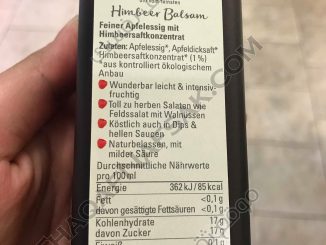 Himbeer Balsam
Feiner Apfelessig mit
Himbeersaftkonzentrat
Zutaten: Apfelessig*, Apfeldicksaft*
Himbeersaftkonzentrat* (1 %)
*aus kontrolliert ökologischem
Anbau
Wunderbar leicht & intensiv
fruchtig
Toll zu herben Salaten wie
Feldsalat mit Walnussen
Köstlich auch in Dips &
hellen Saucen
Naturbelassen, mit
milder Säure
Durchschnittliche Nährwerte
pro 100 ml
Energie 362 kJ / 85 kcal
Fett <0,1 g
davon gesättigte Fettsäuren <0,1 g
Kohlenhydrate 17 g
davon Zucker 17 g